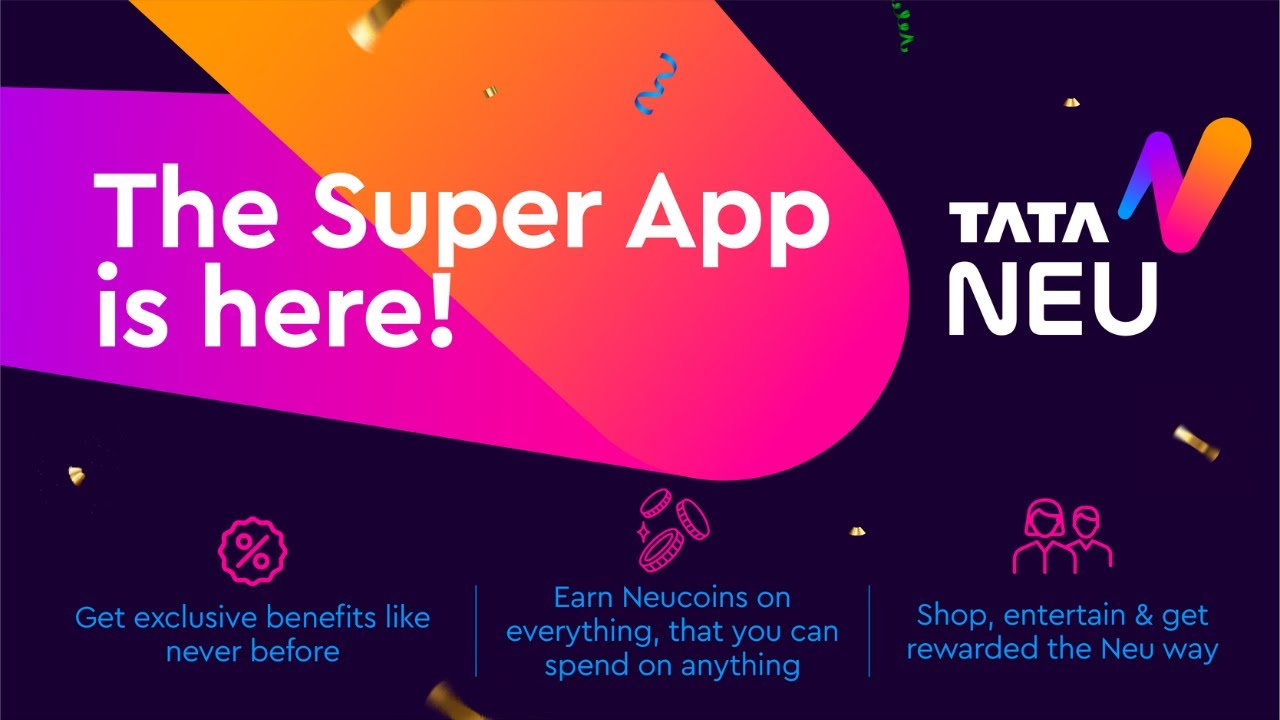 The Super App
is here!
TATA
NEU
Get exclusive benefits like
never before
Earn Neucoins on
everything, that you can
spend on anything
Shop, entertain & get
rewarded the Neu way